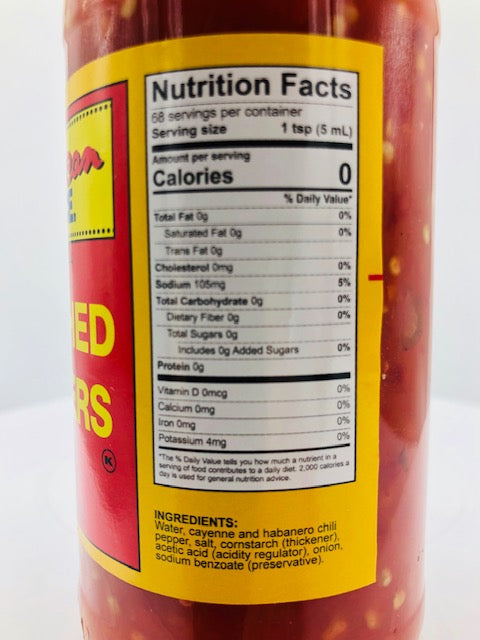 Nutrition Facts
68 servings per container
Serving size 1 tsp (5 mL)
Amount per serving
Calories 0
% Daily Value*
Total Fat 0g 0%
Saturated Fat 0g 0%
Trans Fat 0g
Cholesterol 0mg 0%
Sodium 105mg 5%
Total Carbohydrate 0g 0%
Dietary Fiber 0g 0%
Total Sugars 0g
Includes 0g Added Sugars 0%
Protein 0g
Vitamin D 0mcg 0%
Calcium 0mg 0%
Iron 0mg 0%
Potassium 4mg 0%
*The % Daily Value tells you how much a nutrient in a
serving of food contributes to a daily diet. 2,000 calories a
day is used for general nutrition advice.
INGREDIENTS:
Water, cayenne and habanero chili
pepper, salt, cornstarch (thickener),
acetic acid (acidity regulator), onion,
sodium benzoate (preservative).
ED
RS
K